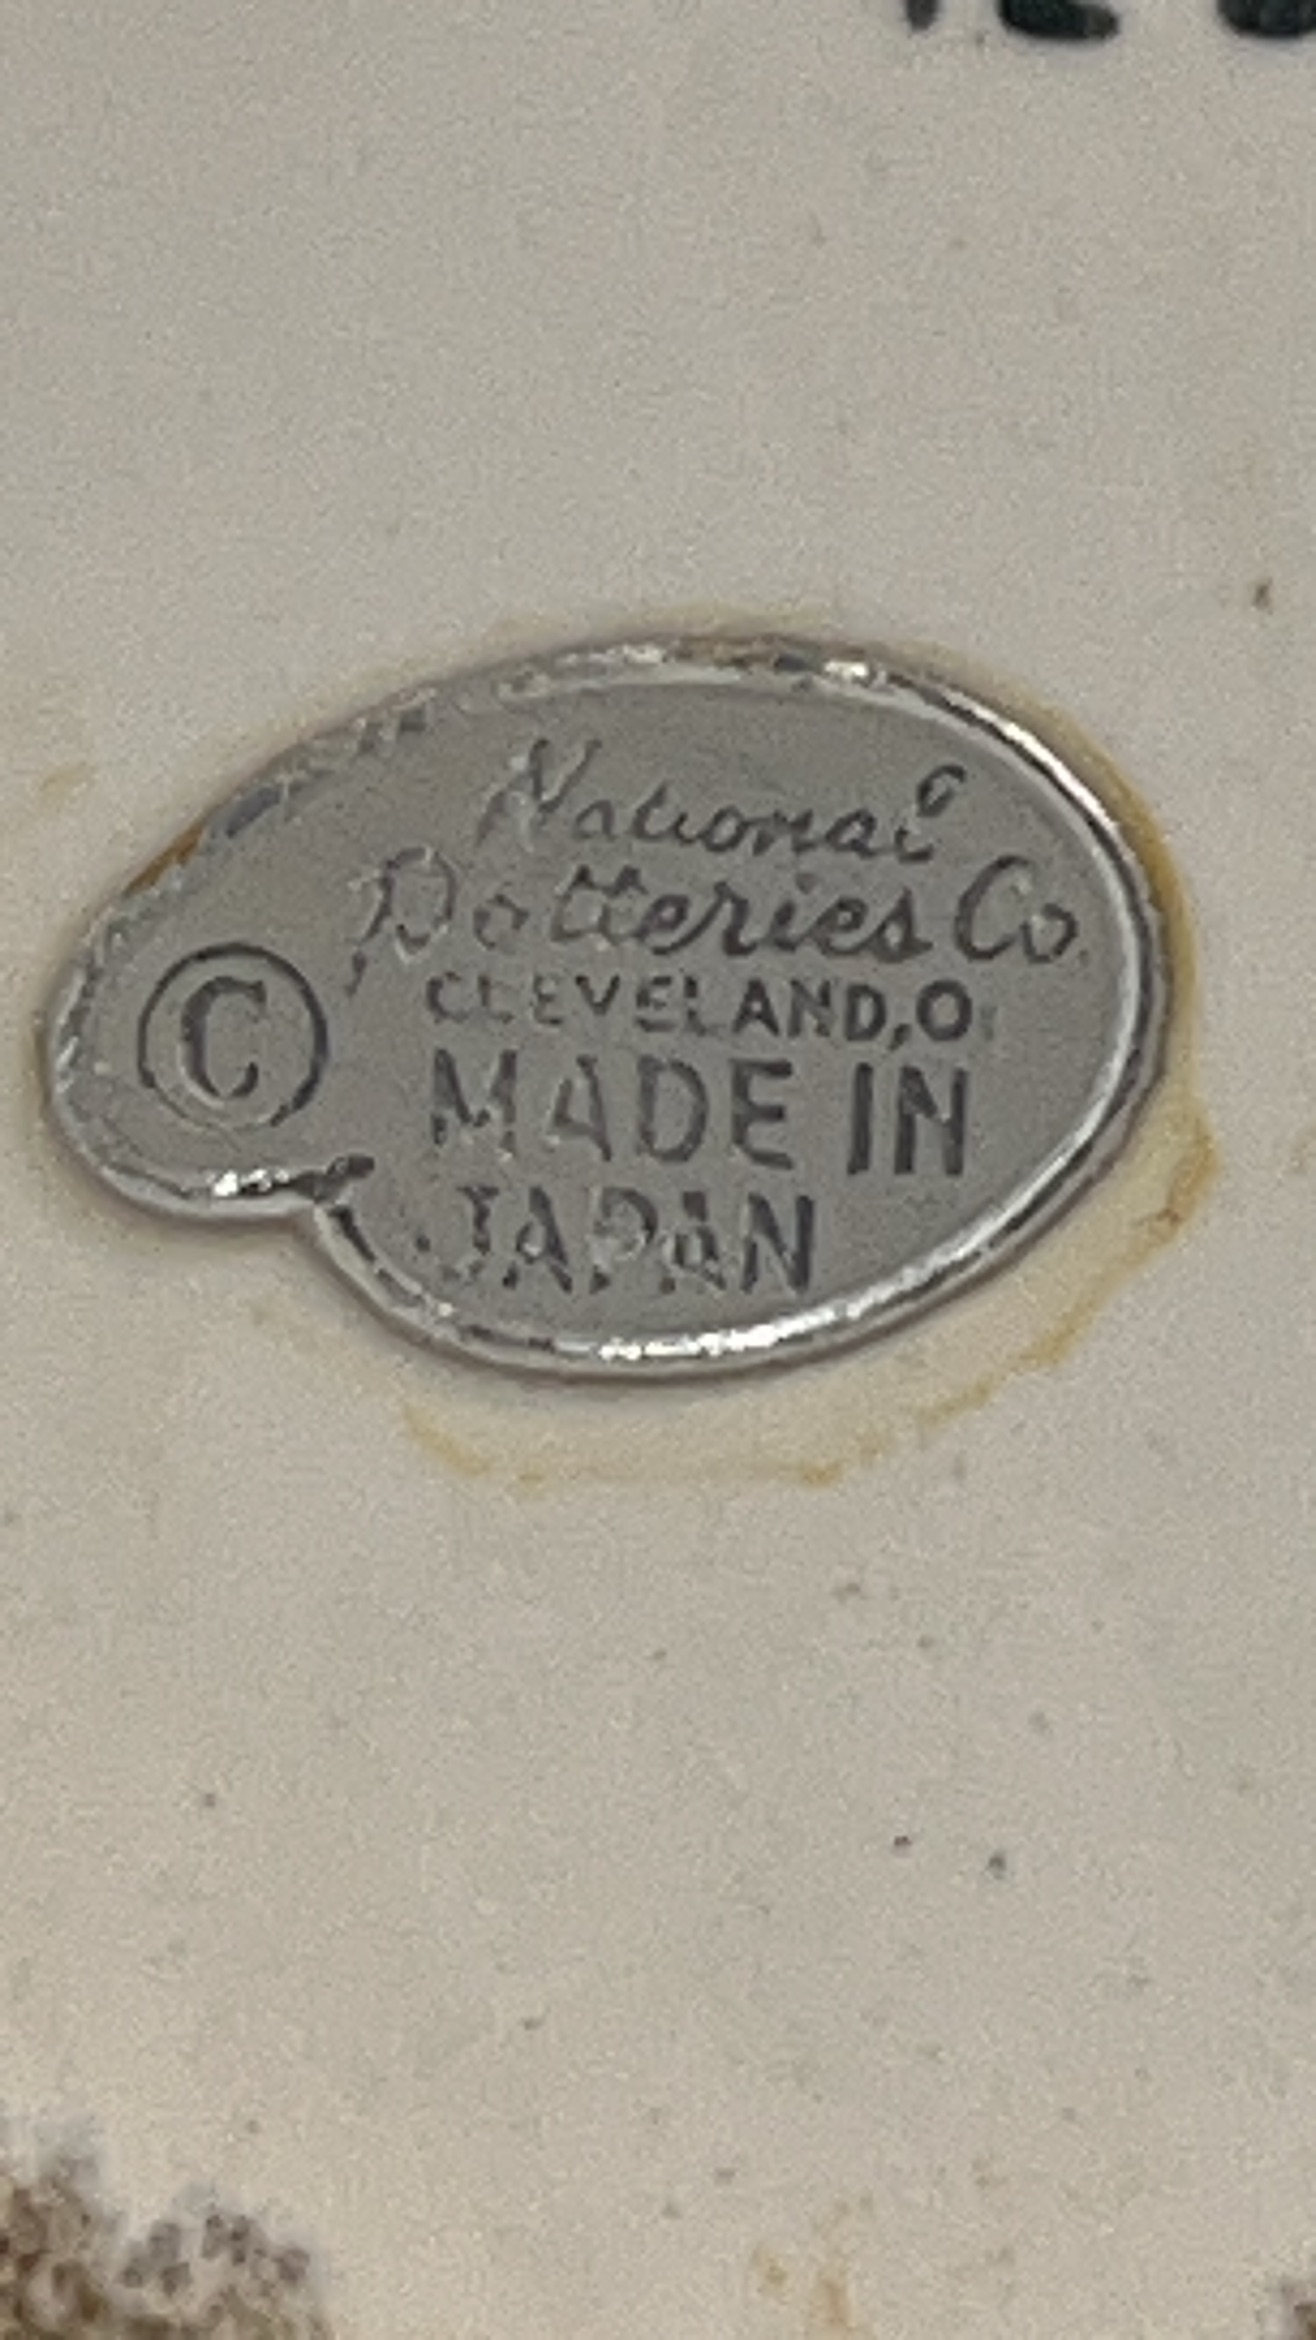 National
Potteries Co.
© CLEVELAND, O.
MADE IN
JAPAN